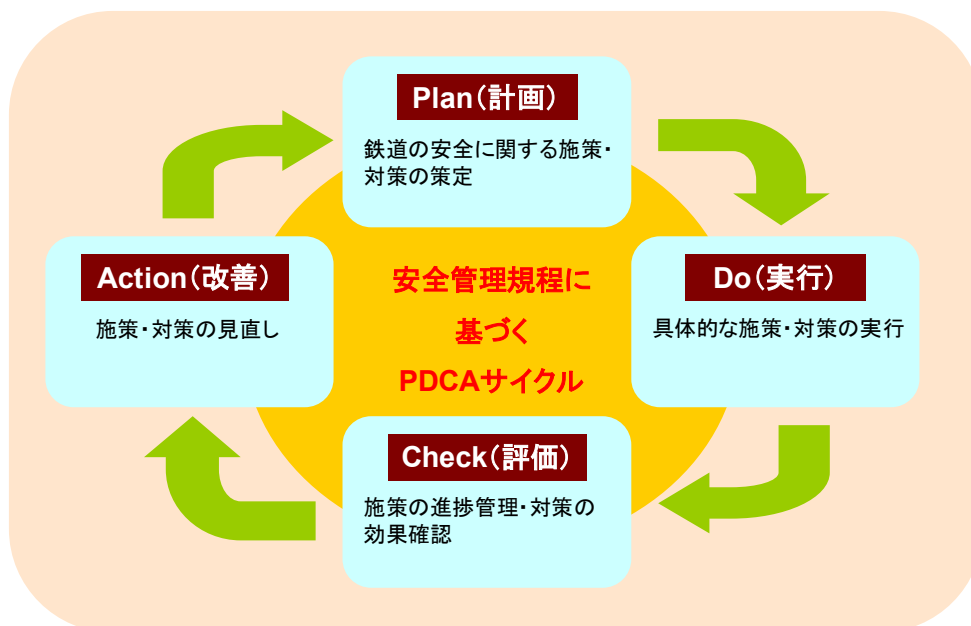 Plan(計画)
鉄道の安全に関する施策・
対策の策定
Action(改善)
施策・対策の見直し
安全管理規程に
基づく
PDCAサイクル
Do(実行)
具体的な施策・対策の実行
Check(評価)
施策の進捗管理・対策の
効果確認